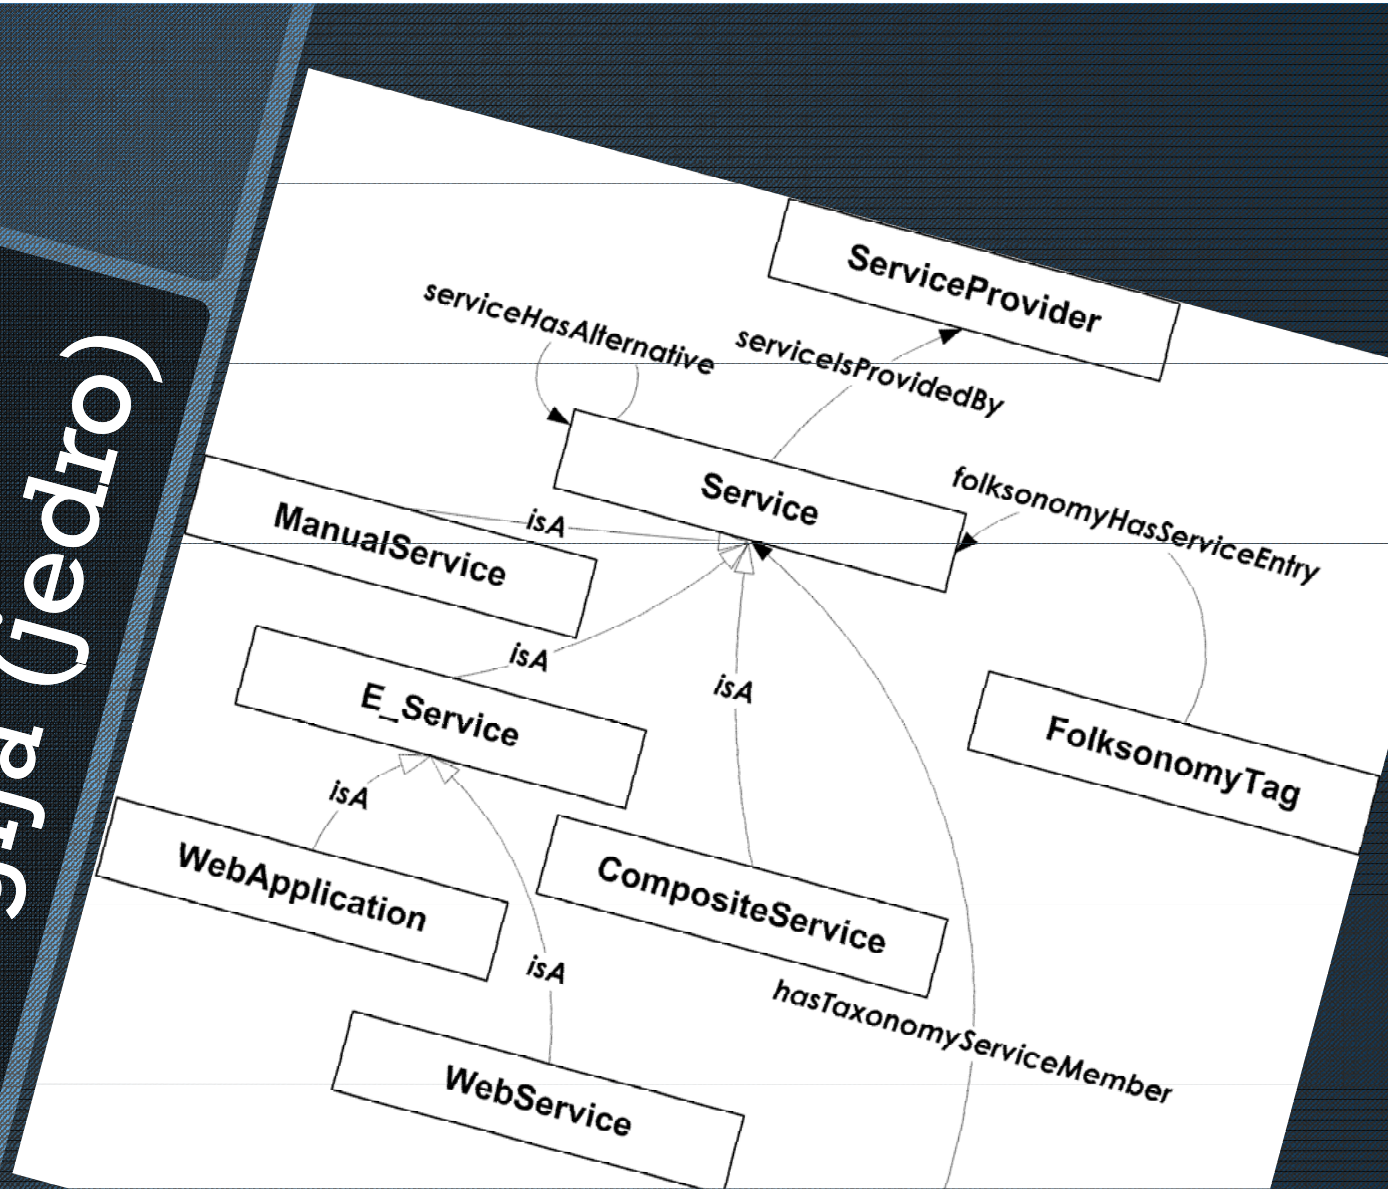 (jedro)
ServiceProvider
serviceHasAlternative
serviceIsProvidedBy
Service
folksonomyHasServiceEntry
ManualService
isA
isA
isA
E_Service
FolksonomyTag
isA
WebApplication
CompositeService
isA
hasTaxonomyServiceMember
WebService